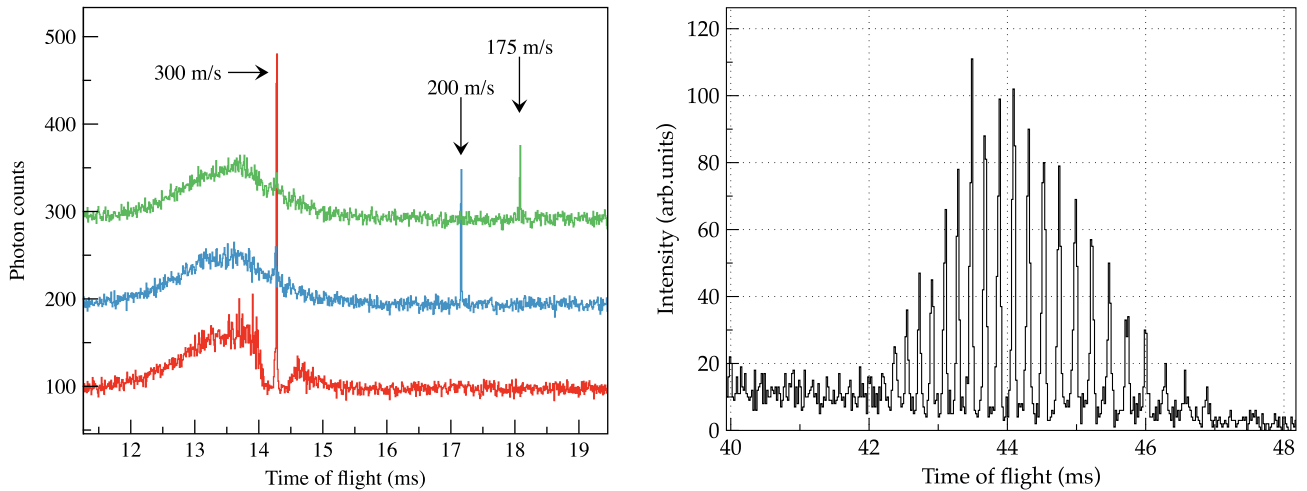 500
400
300
200
100
Photon counts
300 m/s
200 m/s
175 m/s
12 13 14 15 16 17 18 19
Time of flight (ms)
120
100
80
60
40
20
0
Intensity (arb.units)
40 42 44 46 48
Time of flight (ms)